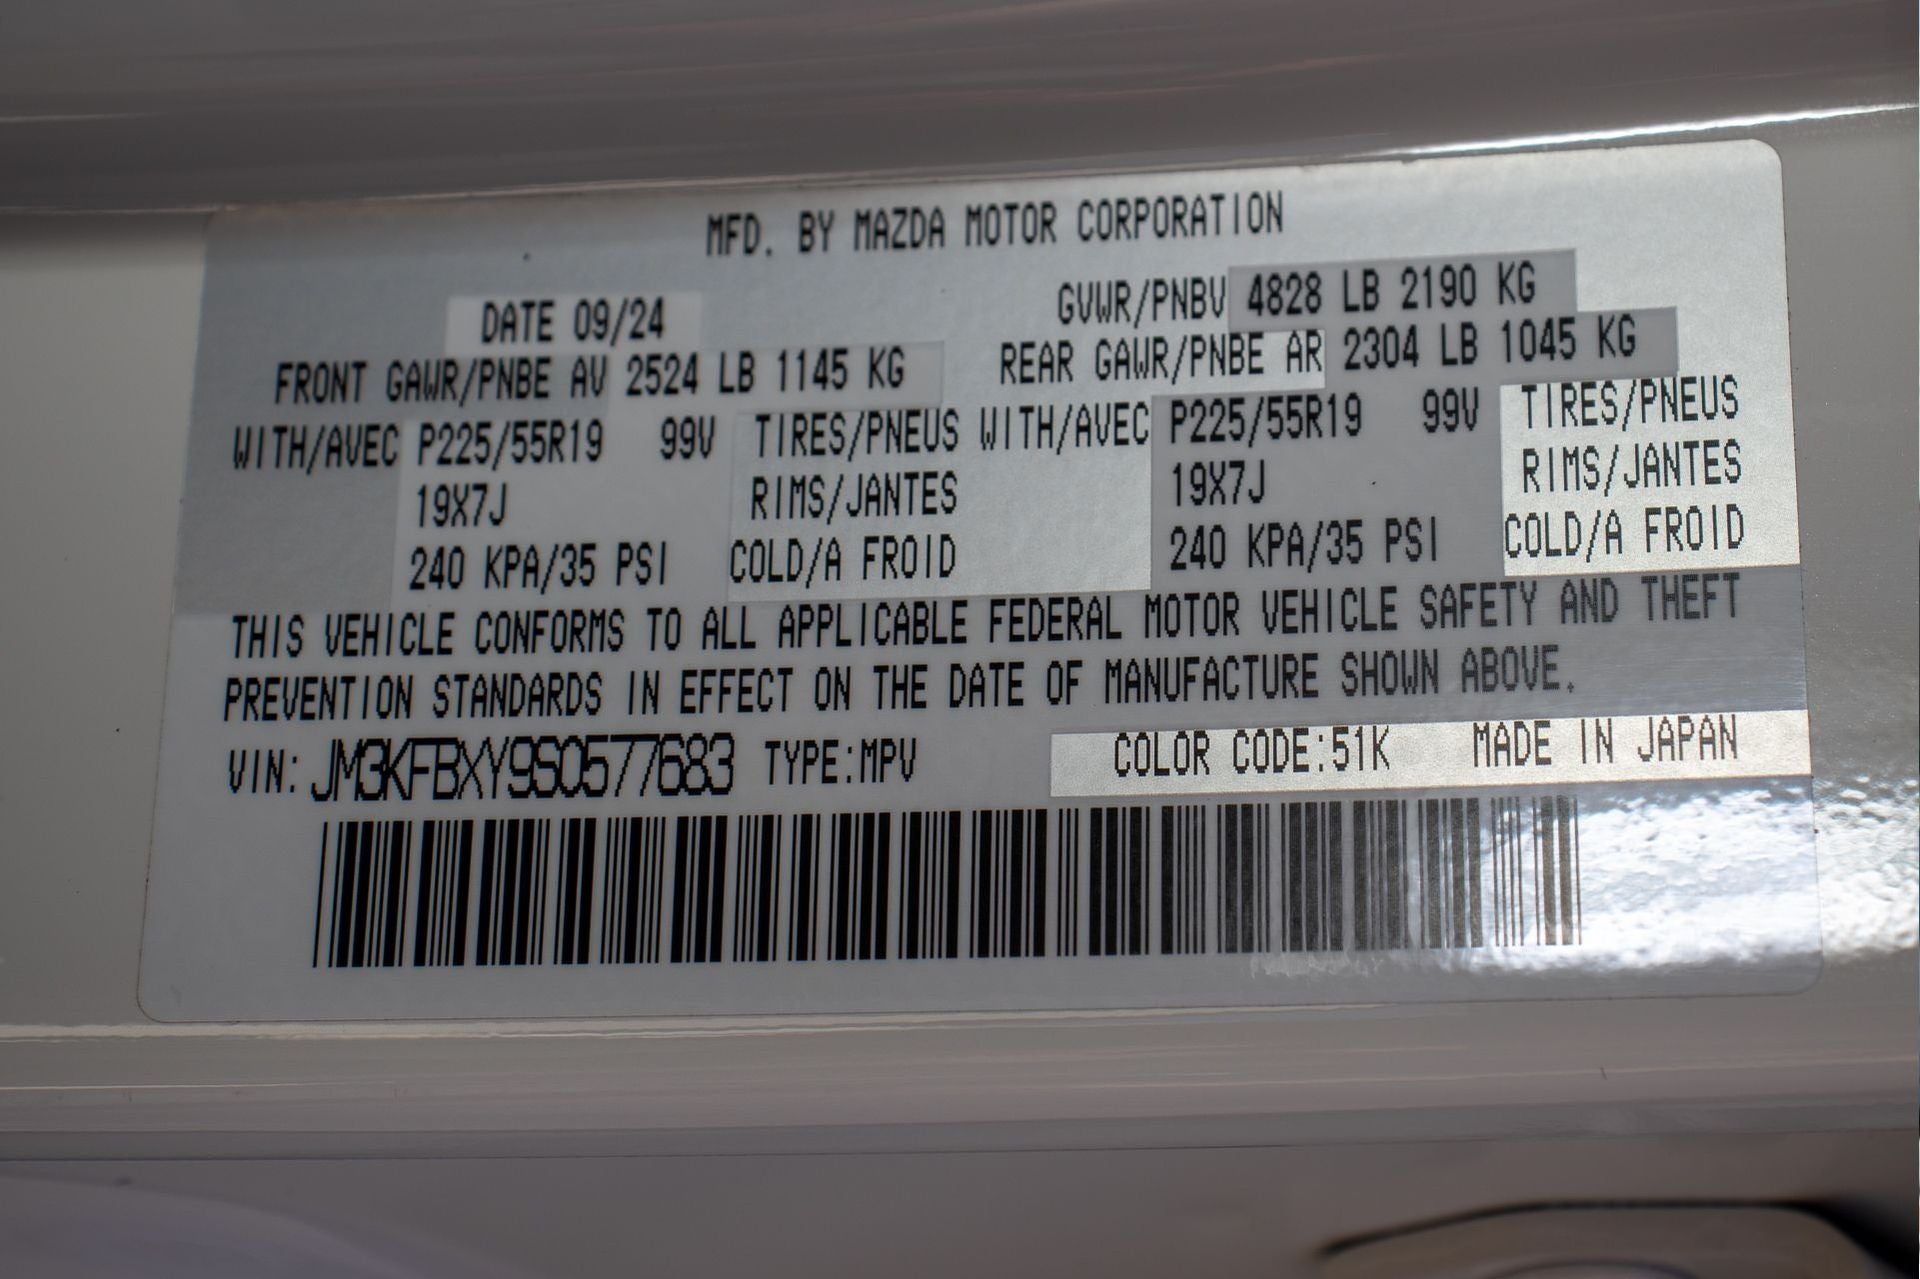 MFD. BY MAZDA MOTOR CORPORATION
DATE 09/24 GVWR/PNBV 4828 LB 2190 KG
FRONT GAWR/PNBE AV 2524 LB 1145 KG REAR GAWR/PNBE AR 2304 LB 1045 KG
WITH/AVEC P225/55R19 99V TIRES/PNEUS WITH/AVEC P225/55R19 99V TIRES/PNEUS
19X7J RIMS/JANTES 19X7J RIMS/JANTES
240 KPA/35 PSI COLD/A FROID 240 KPA/35 PSI COLD/A FROID
THIS VEHICLE CONFORMS TO ALL APPLICABLE FEDERAL MOTOR VEHICLE SAFETY AND THEFT
PREVENTION STANDARDS IN EFFECT ON THE DATE OF MANUFACTURE SHOWN ABOVE.
VIN: JM3KFBXY9S0577683 TYPE:MPV COLOR CODE:51K MADE IN JAPAN